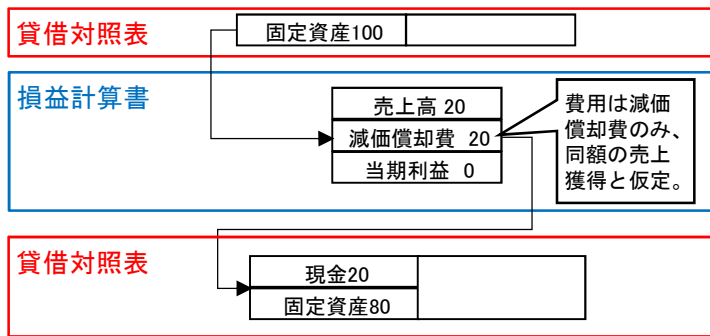 貸借対照表
固定資産100
損益計算書
売上高 20
減価償却費 20
当期利益 0
費用は減価
償却費のみ、
同額の売上
獲得と仮定。
貸借対照表
現金20
固定資産80